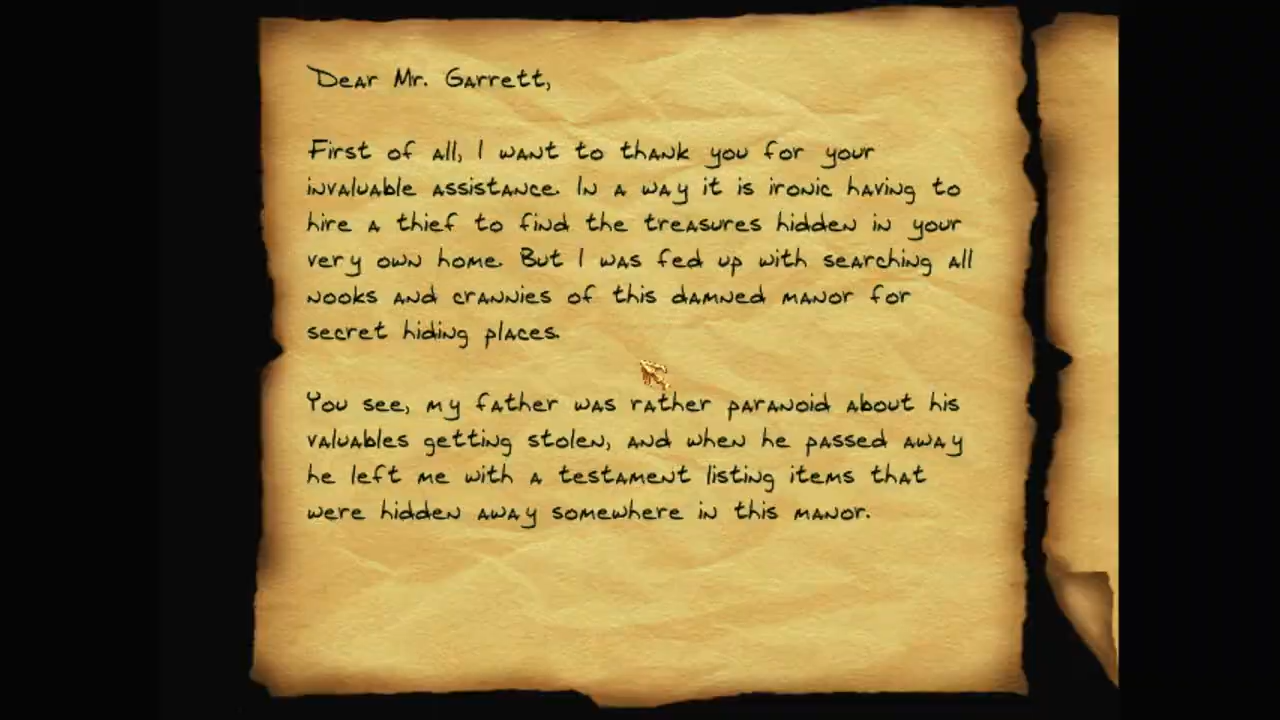 Dear Mr. Garrett,
First of all, I want to thank you for your
invaluable assistance. In a way it is ironic having to
hire a thief to find the treasures hidden in your
very own home. But I was fed up with searching all
nooks and crannies of this damned manor for
secret hiding places.
You see, my father was rather paranoid about his
valuables getting stolen, and when he passed away
he left me with a testament listing items that
were hidden away somewhere in this manor.